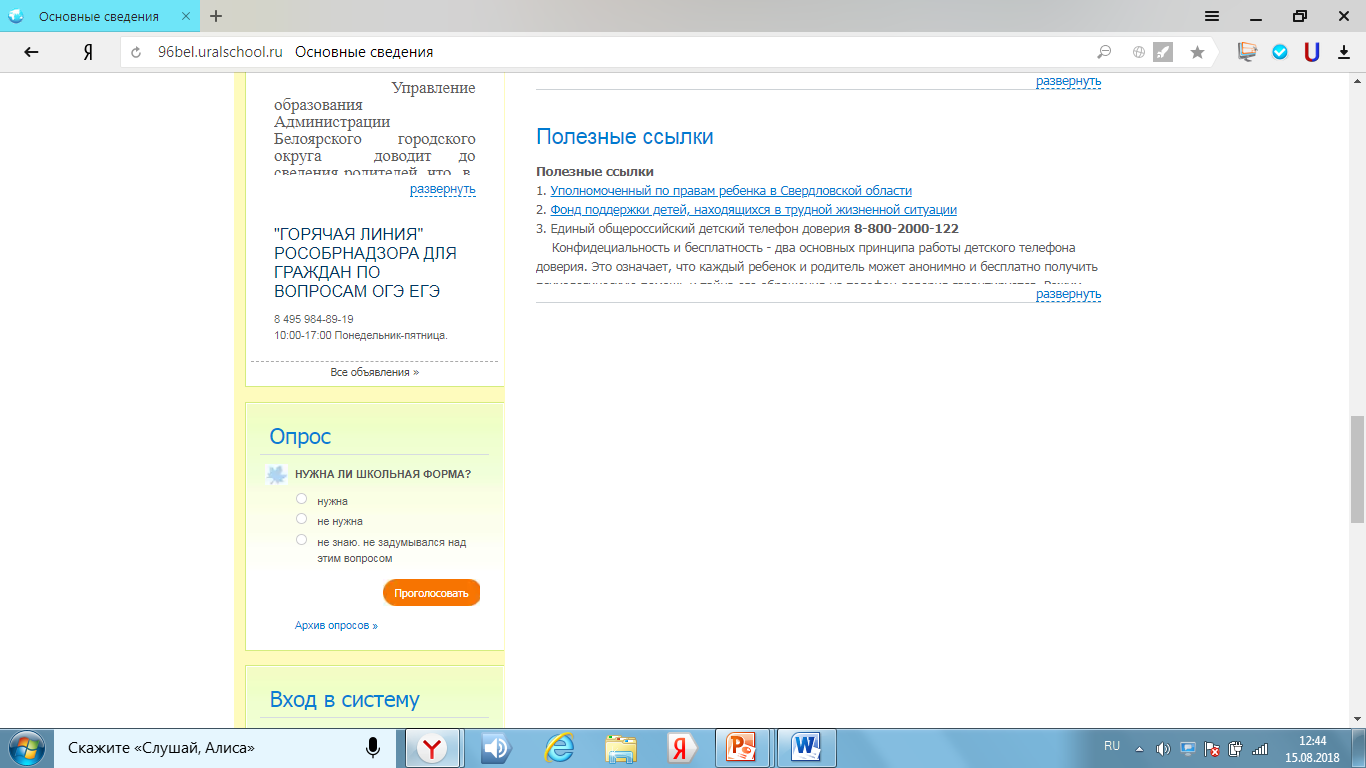 Основные сведения
Я
96bel.uralschool.ru Основные сведения
Управление
образования
Администрации
Белоярского городского
округа доводит до
сведения родителей, что в
развернуть
"ГОРЯЧАЯ ЛИНИЯ"
РОСОБРНАДЗОРА ДЛЯ
ГРАЖДАН ПО
ВОПРОСАМ ОГЭ ЕГЭ
8 495 984-89-19
10:00-17:00 Понедельник-пятница.
Все объявления »
Опрос
НУЖНА ЛИ ШКОЛЬНАЯ ФОРМА?
нужна
не нужна
не знаю. не задумывался над
этим вопросом
Проголосовать
Архив опросов »
Вход в систему
развернуть
Полезные ссылки
Полезные ссылки
1. Уполномоченный по правам ребенка в Свердловской области
2. Фонд поддержки детей, находящихся в трудной жизненной ситуации
3. Единый общероссийский детский телефон доверия 8-800-2000-122
Конфидециальность и бесплатность - два основных принципа работы детского телефона
доверия. Это означает, что каждый ребенок и родитель может анонимно и бесплатно получить
развернуть
Скажите «Слушай, Алиса»
RU
12:44
15.08.2018